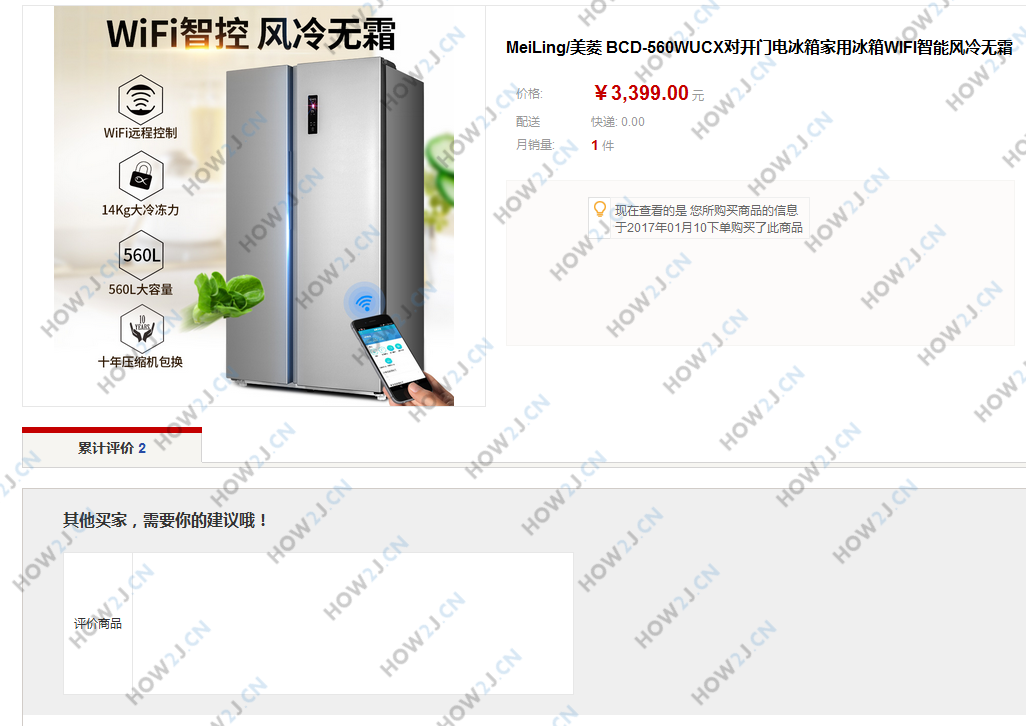 WiFi智控 风冷无霜
WiFi远程控制
14Kg大冷冻力
560L
560L大容量
10
YEARS
十年压缩机包换
MeiLing/美菱 BCD-560WUCX对开门电冰箱家用冰箱WIFI智能风冷无霜
价格: ￥3,399.00 元
配送 快递: 0.00
月销量: 1 件
现在查看的是 您所购买商品的信息
于2017年01月10下单购买了此商品
累计评价 2
其他买家，需要你的建议哦！
评价商品
HOW2J.CN